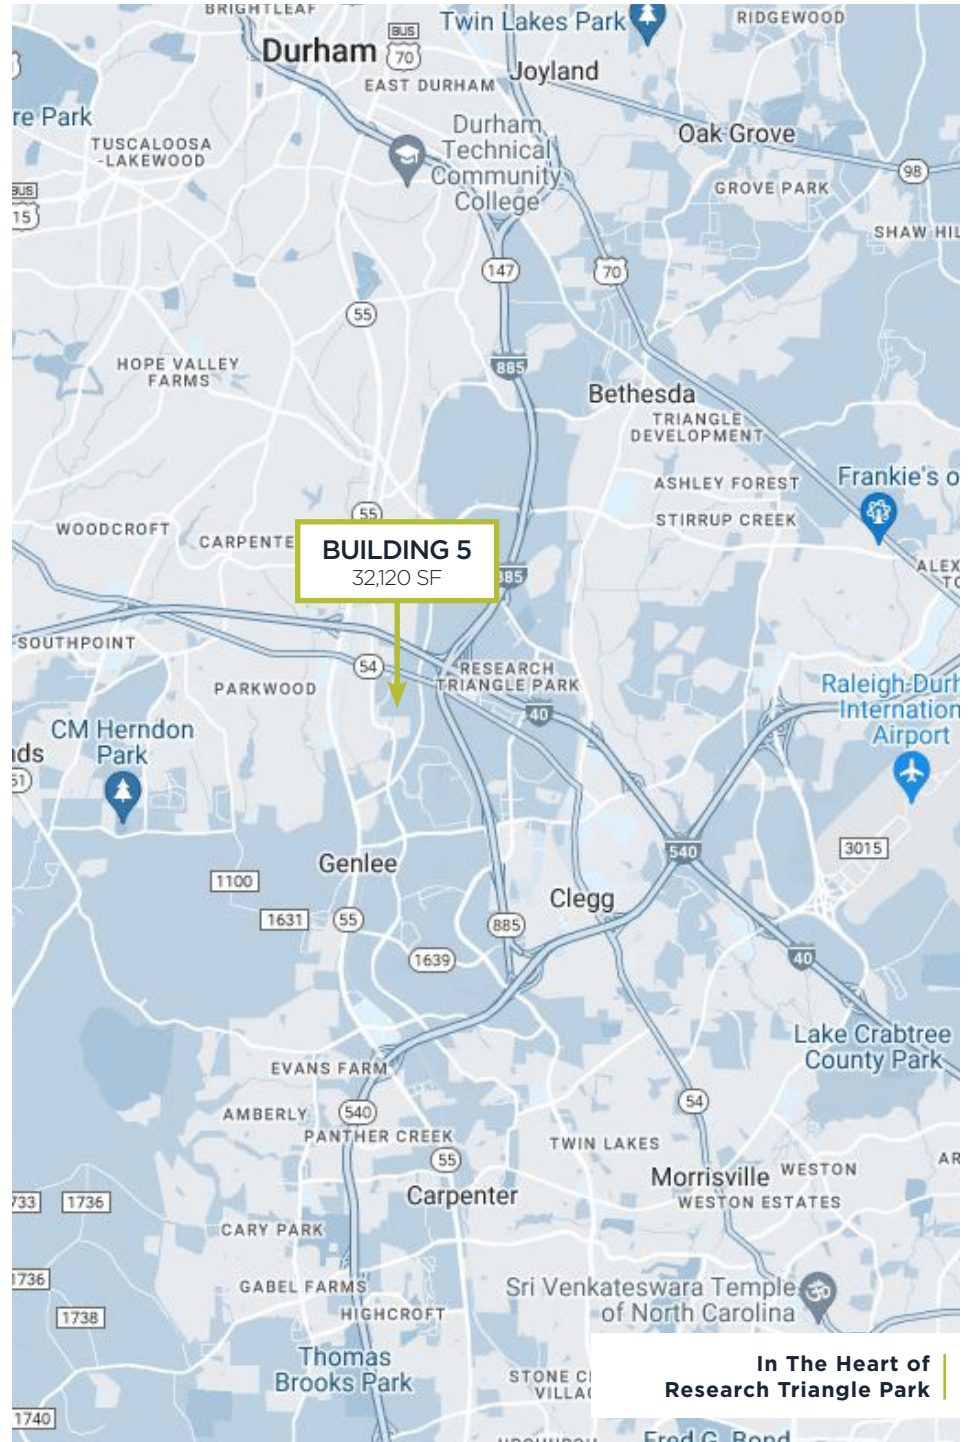 BRIGHTLEAF
Twin Lakes Park
RIDGEWOOD
Durham
BUS
70
Joyland
EAST DURHAM
re Park
Durham
Technical
Community
College
Oak Grove
TUSCALOOSA
-LAKEWOOD
98
GROVE PARK
BUS
15
SHAW HIL
147
70
55
HOPE VALLEY
FARMS
885
Bethesda
TRIANGLE
DEVELOPMENT
Frankie's o
ASHLEY FOREST
55
STIRRUP CREEK
WOODCROFT
CARPENTE
BUILDING 5
32,120 SF
885
ALEX
TO
SOUTHPOINT
54
RESEARCH
TRIANGLE PARK
PARKWOOD
Raleigh-Durh
Internation
Airport
40
CM Herndon
Park
ds
51
3015
540
Genlee
1100
Clegg
1631
55
885
1639
40
Lake Crabtree
County Park
EVANS FARM
54
AMBERLY
540
PANTHER CREEK
TWIN LAKES
55
Morrisville
WESTON
AR
Carpenter
WESTON ESTATES
733
1736
CARY PARK
1736
GABEL FARMS
Sri Venkateswara Temple
of North Carolina
HIGHCROFT
1738
Thomas
Brooks Park
STONE C
VILLAG
In The Heart of
Research Triangle Park
1740
Fred G. Bond